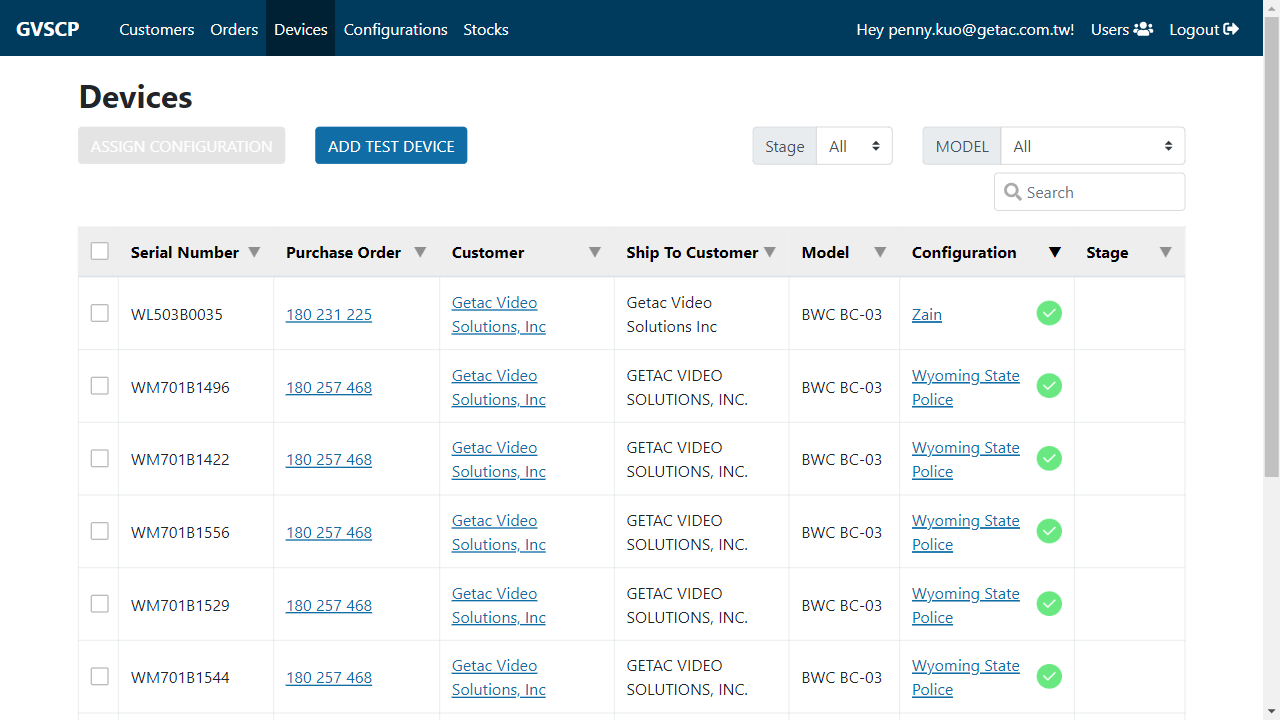 GVSCP Customers Orders Devices Configurations Stocks Hey penny.kuo@getac.com.tw! Users Logout
Devices
ASSIGN CONFIGURATION ADD TEST DEVICE Stage All MODEL All
Search
Serial Number Purchase Order Customer Ship To Customer Model Configuration Stage
WL503B0035 180 231 225 Getac Video Solutions, Inc Getac Video Solutions Inc BWC BC-03 Zain
WM701B1496 180 257 468 Getac Video Solutions, Inc GETAC VIDEO SOLUTIONS, INC. BWC BC-03 Wyoming State Police
WM701B1422 180 257 468 Getac Video Solutions, Inc GETAC VIDEO SOLUTIONS, INC. BWC BC-03 Wyoming State Police
WM701B1556 180 257 468 Getac Video Solutions, Inc GETAC VIDEO SOLUTIONS, INC. BWC BC-03 Wyoming State Police
WM701B1529 180 257 468 Getac Video Solutions, Inc GETAC VIDEO SOLUTIONS, INC. BWC BC-03 Wyoming State Police
WM701B1544 180 257 468 Getac Video Solutions, Inc GETAC VIDEO SOLUTIONS, INC. BWC BC-03 Wyoming State Police